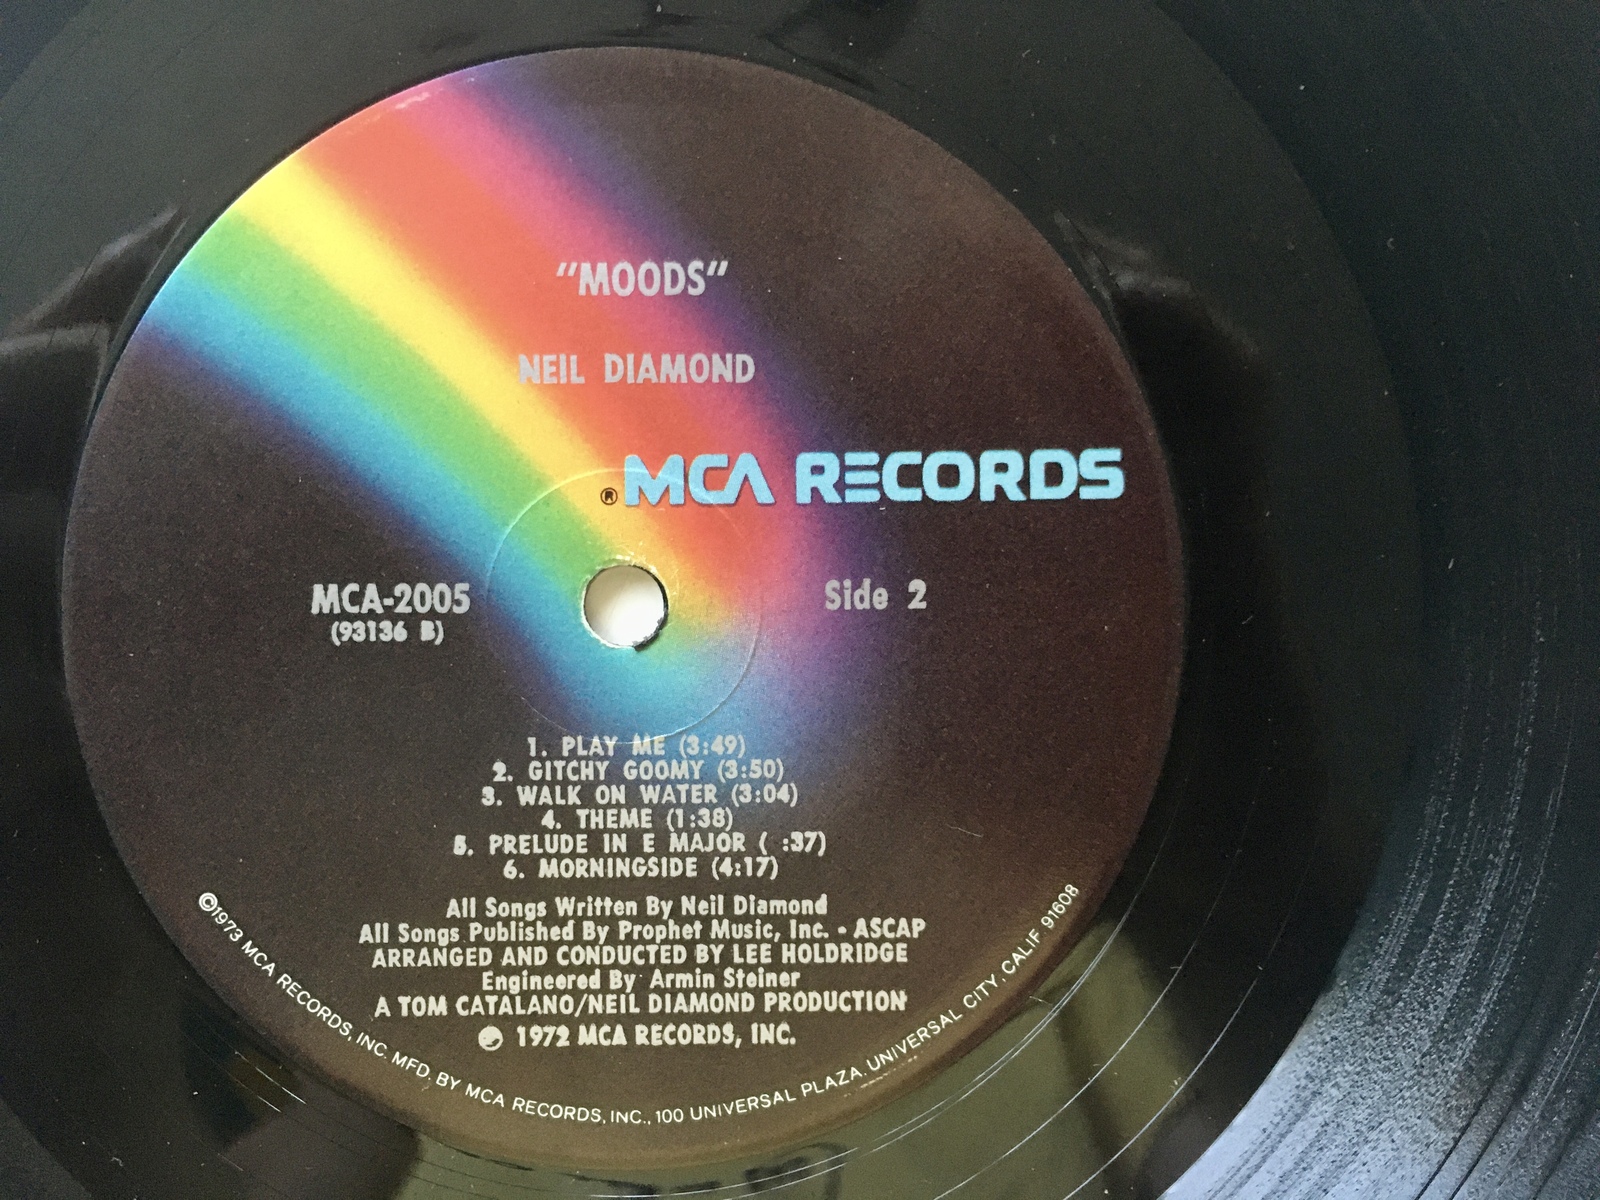 "MOODS"
NEIL DIAMOND
® MCA RECORDS
MCA-2005
(93136 B)
Side 2
1. PLAY ME (3:49)
2. GITCHY GOOMY (3:50)
3. WALK ON WATER (3:04)
4. THEME (1:38)
5. PRELUDE IN E MAJOR ( :37)
6. MORNINGSIDE (4:17)
All Songs Written By Neil Diamond
All Songs Published By Prophet Music, Inc. - ASCAP
ARRANGED AND CONDUCTED BY LEE HOLDRIDGE
Engineered By Armin Steiner
A TOM CATALANO/NEIL DIAMOND PRODUCTION
℗ 1972 MCA RECORDS, INC.
©1973 MCA RECORDS, INC. MFD. BY MCA RECORDS, INC., 100 UNIVERSAL PLAZA, UNIVERSAL CITY, CALIF 91608